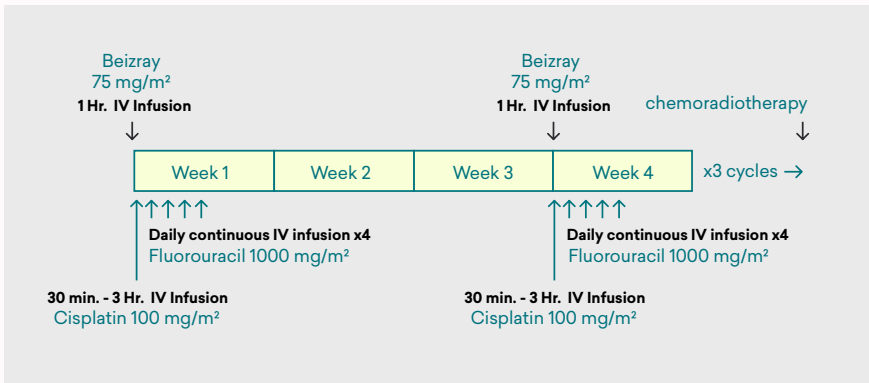 Beizray
75 mg/m²
1 Hr. IV Infusion
Beizray
75 mg/m²
1 Hr. IV Infusion
chemoradiotherapy
Week 1
Week 2
Week 3
Week 4
x3 cycles →
Daily continuous IV infusion x4
Fluorouracil 1000 mg/m²
Daily continuous IV infusion x4
Fluorouracil 1000 mg/m²
30 min. - 3 Hr. IV Infusion
Cisplatin 100 mg/m²
30 min. - 3 Hr. IV Infusion
Cisplatin 100 mg/m²